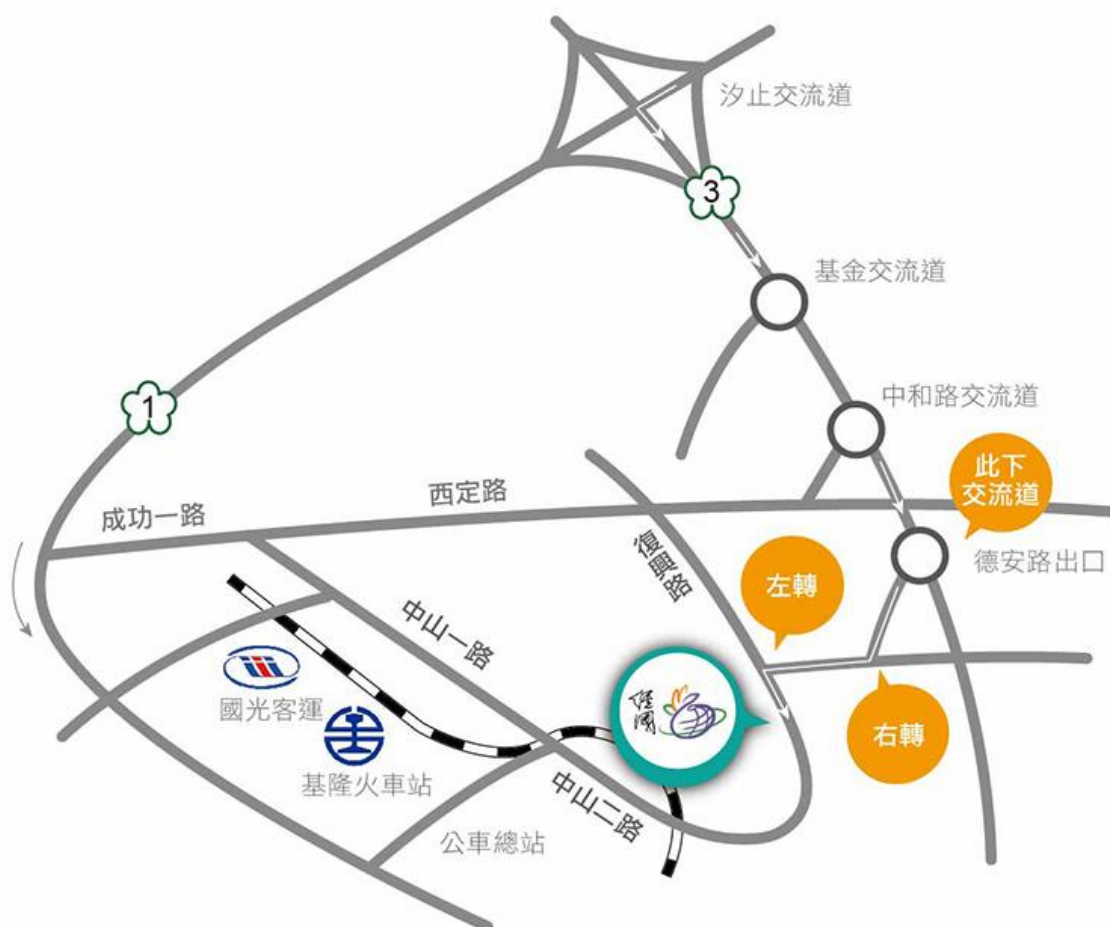 汐止交流道
3
基金交流道
1
中和路交流道
此下
交流道
西定路
成功一路
復興路
德安路出口
左轉
中山一路
經國
國光客運
右轉
基隆火車站
中山二路
公車總站